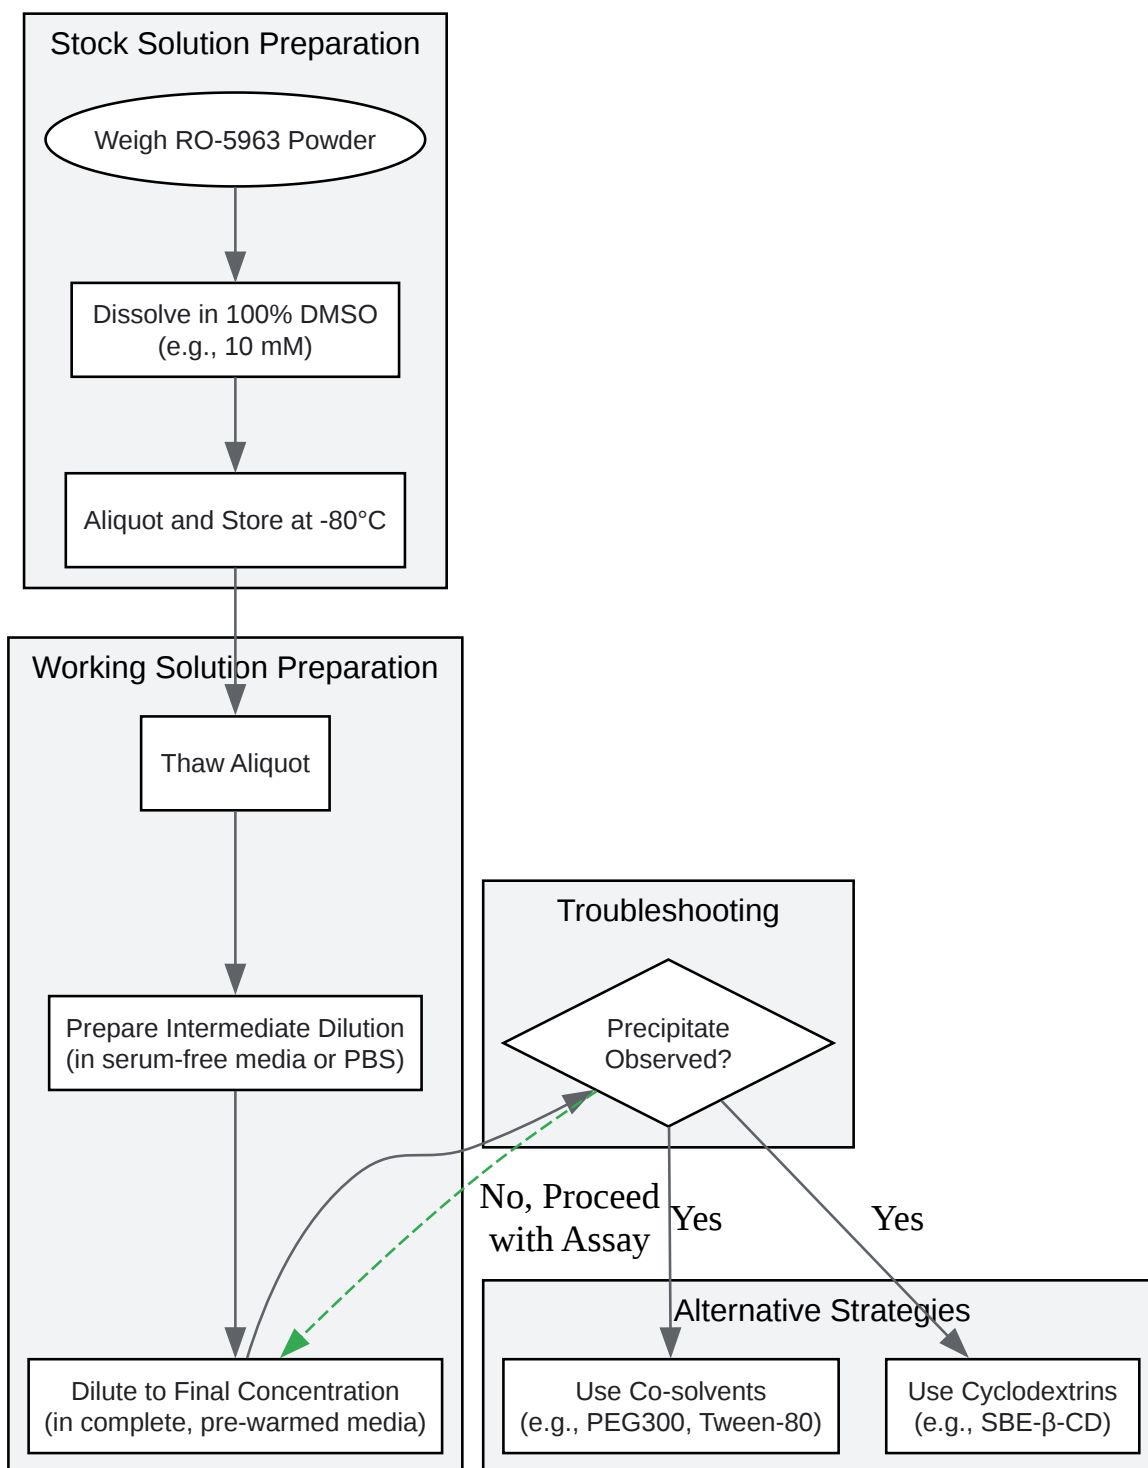 Stock Solution Preparation
Weigh RO-5963 Powder
Dissolve in 100% DMSO
(e.g., 10 mM)
Aliquot and Store at -80°C
Working Solution Preparation
Thaw Aliquot
Prepare Intermediate Dilution
(in serum-free media or PBS)
Troubleshooting
Precipitate
Observed?
No, Proceed
with Assay
Yes
Yes
Dilute to Final Concentration
(in complete, pre-warmed media)
Alternative Strategies
Use Co-solvents
(e.g., PEG300, Tween-80)
Use Cyclodextrins
(e.g., SBE-β-CD)